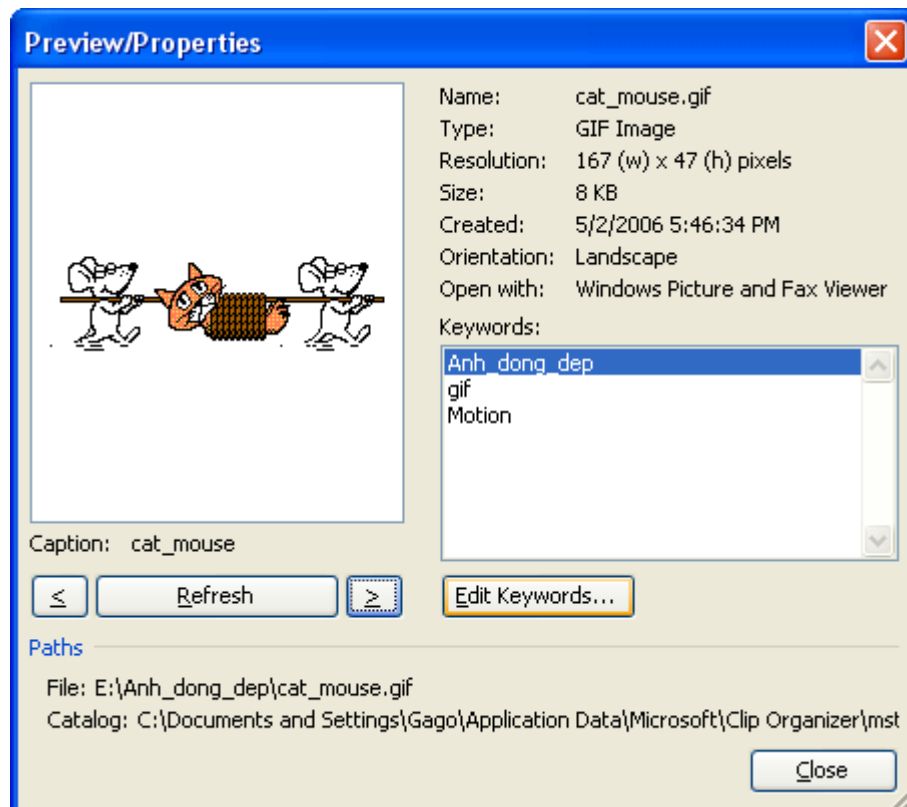 Preview/Properties
Name: cat_mouse.gif
Type: GIF Image
Resolution: 167 (w) x 47 (h) pixels
Size: 8 KB
Created: 5/2/2006 5:46:34 PM
Orientation: Landscape
Open with: Windows Picture and Fax Viewer
Keywords:
Anh_dong_dep
gif
Motion
Caption: cat_mouse
< Refresh > Edit Keywords...
Paths
File: E:\Anh_dong_dep\cat_mouse.gif
Catalog: C:\Documents and Settings\Gago\Application Data\Microsoft\Clip Organizer\mst
Close